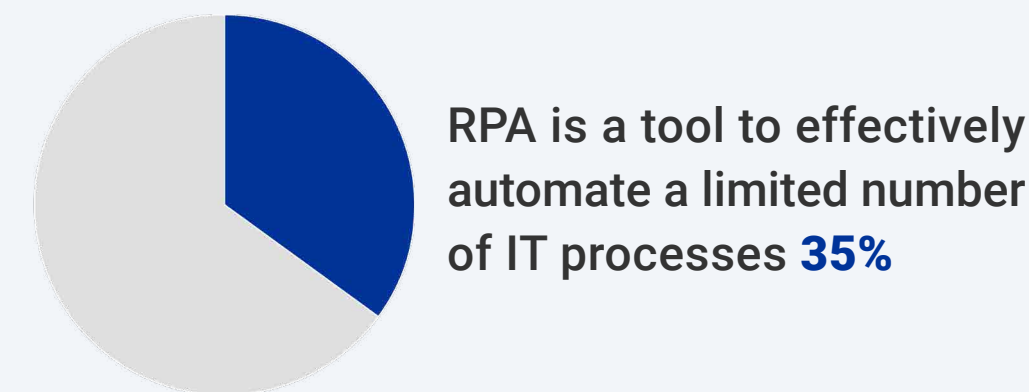 RPA is a tool to effectively
automate a limited number
of IT processes 35%